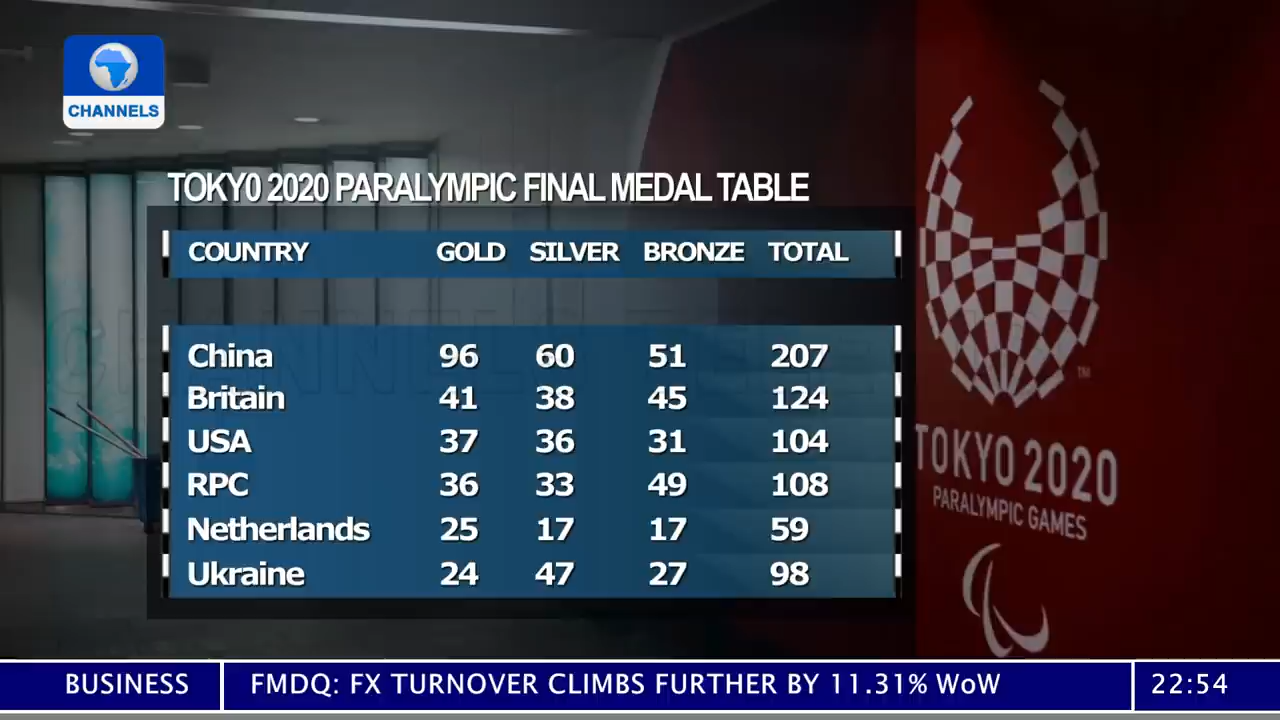 CHANNELS
TOKYO 2020 PARALYMPIC FINAL MEDAL TABLE
COUNTRY GOLD SILVER BRONZE TOTAL
China 96 60 51 207
Britain 41 38 45 124
USA 37 36 31 104
RPC 36 33 49 108
Netherlands 25 17 17 59
Ukraine 24 47 27 98
TM
TOKYO 2020
PARALYMPIC GAMES
BUSINESS FMDQ: FX TURNOVER CLIMBS FURTHER BY 11.31% WoW 22:54